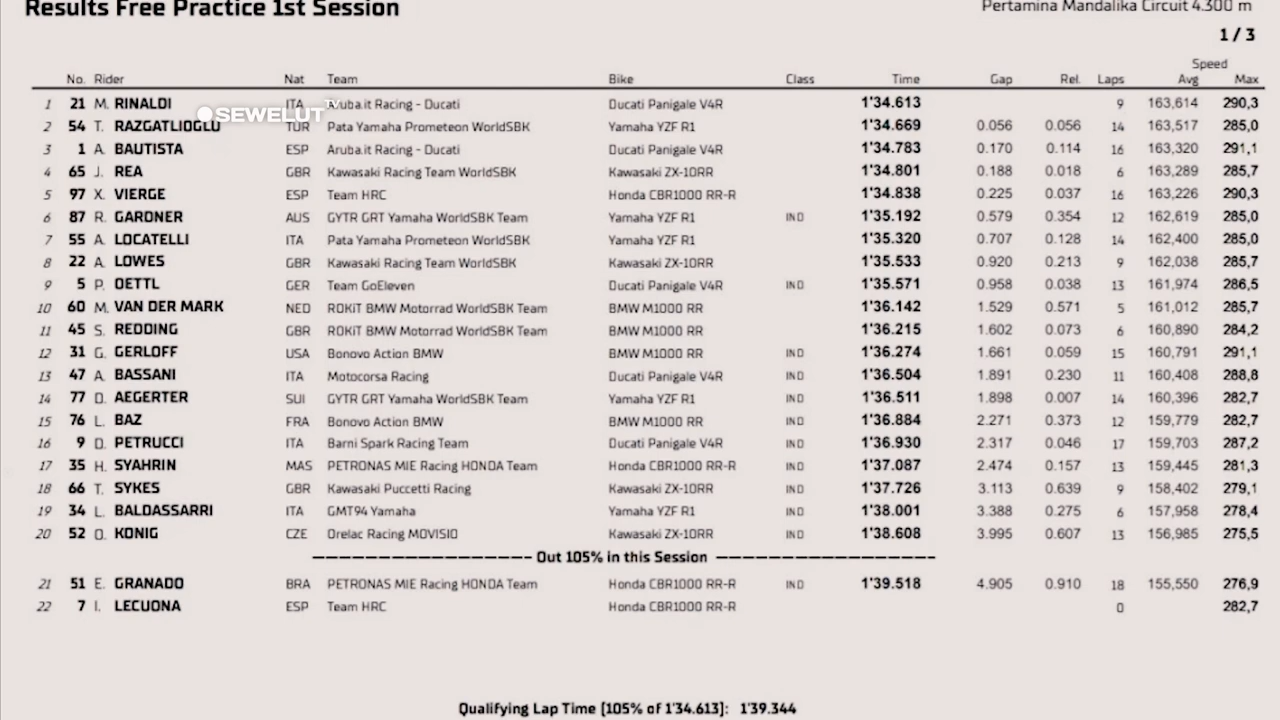 Results Free Practice 1st Session
Pertamina Mandalika Circuit 4.300 m
1 / 3
Speed
No. Rider Nat Team Bike Class Time Gap Rel. Laps Avg Max
1 21 M. RINALDI ITA Aruba.it Racing - Ducati Ducati Panigale V4R 1'34.613 9 163,614 290,3
SEWELUT TV
2 54 T. RAZGATLIOGLU TUR Pata Yamaha Prometeon WorldSBK Yamaha YZF R1 1'34.669 0.056 0.056 14 163,517 285,0
3 1 A. BAUTISTA ESP Aruba.it Racing - Ducati Ducati Panigale V4R 1'34.783 0.170 0.114 16 163,320 291,1
4 65 J. REA GBR Kawasaki Racing Team WorldSBK Kawasaki ZX-10RR 1'34.801 0.188 0.018 6 163,289 285,7
5 97 X. VIERGE ESP Team HRC Honda CBR1000 RR-R 1'34.838 0.225 0.037 16 163,226 290,3
6 87 R. GARDNER AUS GYTR GRT Yamaha WorldSBK Team Yamaha YZF R1 IND 1'35.192 0.579 0.354 12 162,619 285,0
7 55 A. LOCATELLI ITA Pata Yamaha Prometeon WorldSBK Yamaha YZF R1 1'35.320 0.707 0.128 14 162,400 285,0
8 22 A. LOWES GBR Kawasaki Racing Team WorldSBK Kawasaki ZX-10RR 1'35.533 0.920 0.213 9 162,038 285,7
9 5 P. OETTL GER Team GoEleven Ducati Panigale V4R IND 1'35.571 0.958 0.038 13 161,974 286,5
10 60 M. VAN DER MARK NED ROKiT BMW Motorrad WorldSBK Team BMW M1000 RR 1'36.142 1.529 0.571 5 161,012 285,7
11 45 S. REDDING GBR ROKiT BMW Motorrad WorldSBK Team BMW M1000 RR 1'36.215 1.602 0.073 6 160,890 284,2
12 31 G. GERLOFF USA Bonovo Action BMW BMW M1000 RR IND 1'36.274 1.661 0.059 15 160,791 291,1
13 47 A. BASSANI ITA Motocorsa Racing Ducati Panigale V4R IND 1'36.504 1.891 0.230 11 160,408 288,8
14 77 D. AEGERTER SUI GYTR GRT Yamaha WorldSBK Team Yamaha YZF R1 IND 1'36.511 1.898 0.007 14 160,396 282,7
15 76 L. BAZ FRA Bonovo Action BMW BMW M1000 RR IND 1'36.884 2.271 0.373 12 159,779 282,7
16 9 D. PETRUCCI ITA Barni Spark Racing Team Ducati Panigale V4R IND 1'36.930 2.317 0.046 17 159,703 287,2
17 35 H. SYAHRIN MAS PETRONAS MIE Racing HONDA Team Honda CBR1000 RR-R IND 1'37.087 2.474 0.157 13 159,445 281,3
18 66 T. SYKES GBR Kawasaki Puccetti Racing Kawasaki ZX-10RR IND 1'37.726 3.113 0.639 9 158,402 279,1
19 34 L. BALDASSARRI ITA GMT94 Yamaha Yamaha YZF R1 IND 1'38.001 3.388 0.275 6 157,958 278,4
20 52 O. KONIG CZE Orelac Racing MOVISIO Kawasaki ZX-10RR IND 1'38.608 3.995 0.607 13 156,985 275,5
Out 105% in this Session
21 51 E. GRANADO BRA PETRONAS MIE Racing HONDA Team Honda CBR1000 RR-R IND 1'39.518 4.905 0.910 18 155,550 276,9
22 7 I. LECUONA ESP Team HRC Honda CBR1000 RR-R 0 282,7
Qualifying Lap Time (105% of 1'34.613): 1'39.344